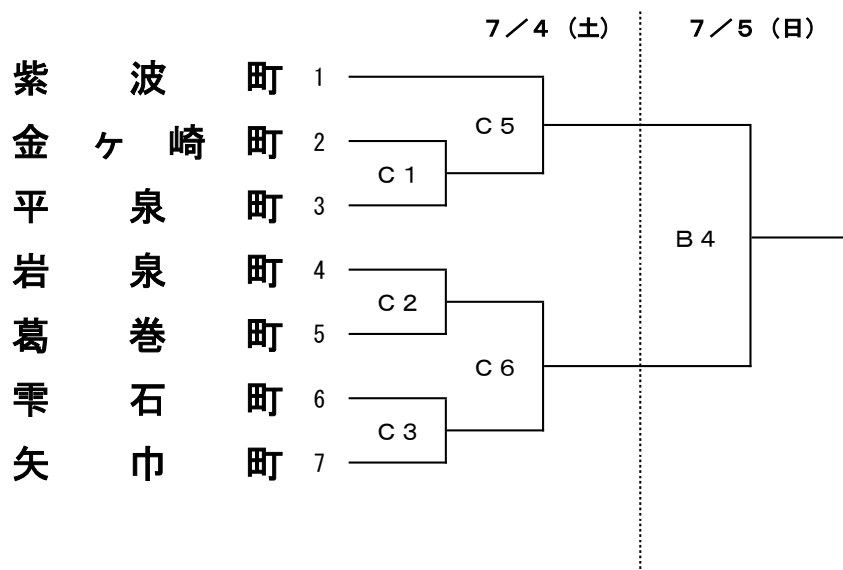 7／4（土） 7／5（日）
紫波町 1
C5
金ヶ崎町 2
C1
平泉町 3
B4
岩泉町 4
C2
葛巻町 5
C6
雫石町 6
C3
矢巾町 7